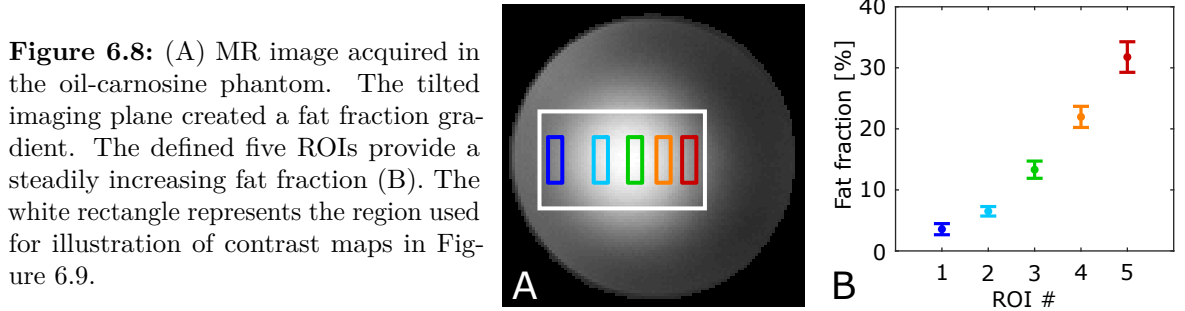 Figure 6.8: (A) MR image acquired in
the oil-carnosine phantom. The tilted
imaging plane created a fat fraction gra-
dient. The defined five ROIs provide a
steadily increasing fat fraction (B). The
white rectangle represents the region used
for illustration of contrast maps in Fig-
ure 6.9.
A
B
Fat fraction [%]
40
30
20
10
0
1 2 3 4 5
ROI #